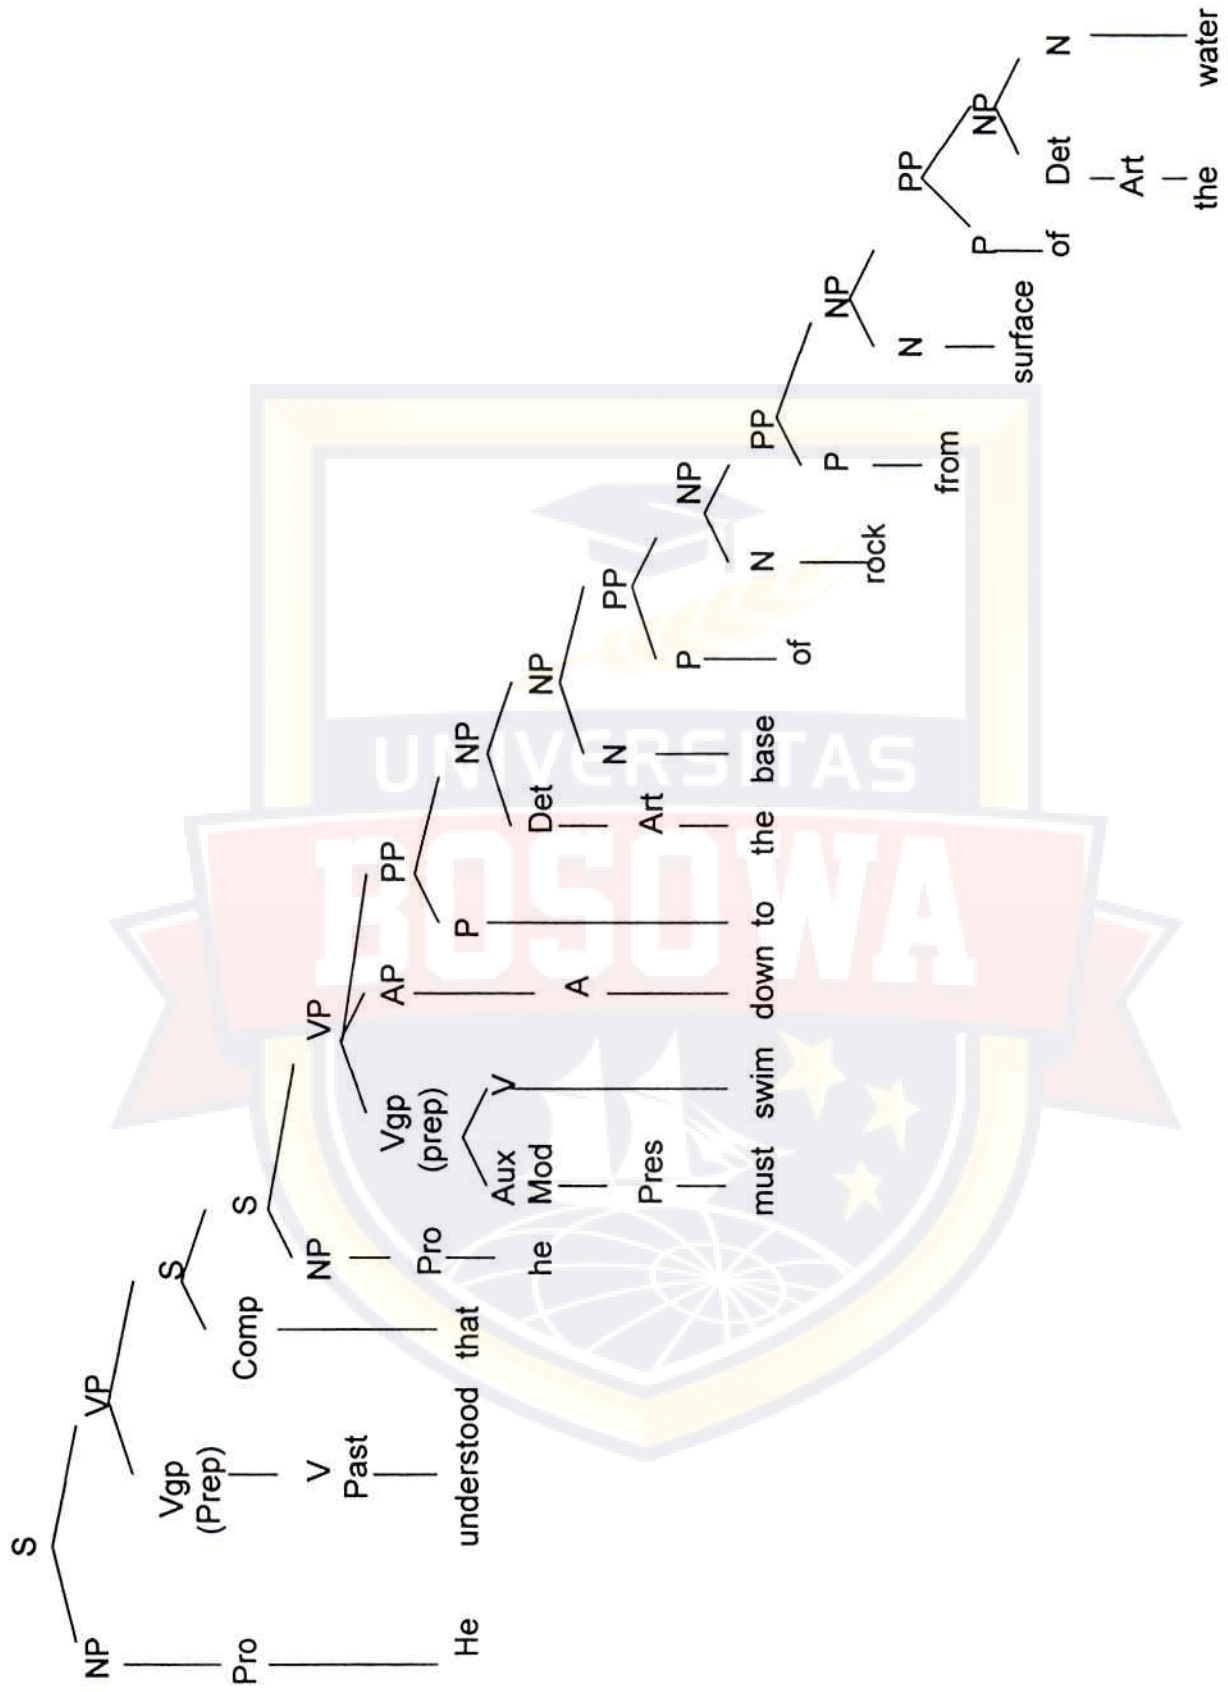 S
NP VP
Vgp S
(Prep)
Pro Comp S
V NP VP
Past
Vgp AP PP
Pro (prep)
He understood that P NP
Aux V
he Mod Det NP
A
N PP
Pres Art
P NP
must swim down to the base N PP
of
P NP
rock
N PP
from
P NP
surface
of Det N
Art
the water
UNIVERSITAS
BOSOWA